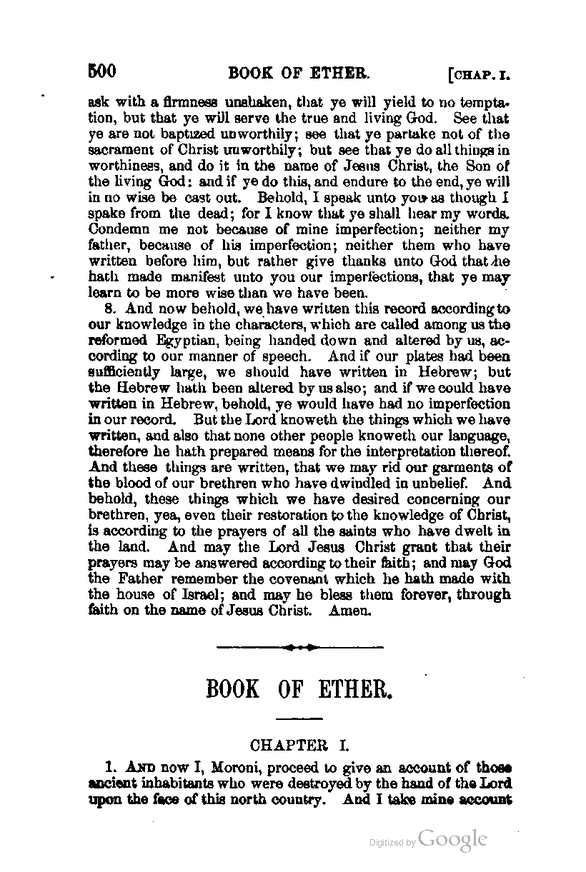 500 BOOK OF ETHER. [CHAP. I.
ask with a firmness unshaken, that ye will yield to no tempta-
tion, but that ye will serve the true and living God. See that
ye are not baptized unworthily; see that ye partake not of the
sacrament of Christ unworthily; but see that ye do all things in
worthiness, and do it in the name of Jesus Christ, the Son of
the living God: and if ye do this, and endure to the end, ye will
in no wise be cast out. Behold, I speak unto you as though I
spake from the dead; for I know that ye shall hear my words.
Condemn me not because of mine imperfection; neither my
father, because of his imperfection; neither them who have
written before him, but rather give thanks unto God that he
hath made manifest unto you our imperfections, that ye may
learn to be more wise than we have been.
8. And now behold, we have written this record according to
our knowledge in the characters, which are called among us the
reformed Egyptian, being handed down and altered by us, ac-
cording to our manner of speech. And if our plates had been
sufficiently large, we should have written in Hebrew; but
the Hebrew hath been altered by us also; and if we could have
written in Hebrew, behold, ye would have had no imperfection
in our record. But the Lord knoweth the things which we have
written, and also that none other people knoweth our language,
therefore he hath prepared means for the interpretation thereof.
And these things are written, that we may rid our garments of
the blood of our brethren who have dwindled in unbelief. And
behold, these things which we have desired concerning our
brethren, yea, even their restoration to the knowledge of Christ,
is according to the prayers of all the saints who have dwelt in
the land. And may the Lord Jesus Christ grant that their
prayers may be answered according to their faith; and may God
the Father remember the covenant which he hath made with
the house of Israel; and may he bless them forever, through
faith on the name of Jesus Christ. Amen.
BOOK OF ETHER.
CHAPTER I.
1. AND now I, Moroni, proceed to give an account of those
ancient inhabitants who were destroyed by the hand of the Lord
upon the face of this north country. And I take mine account
Digitized by Google